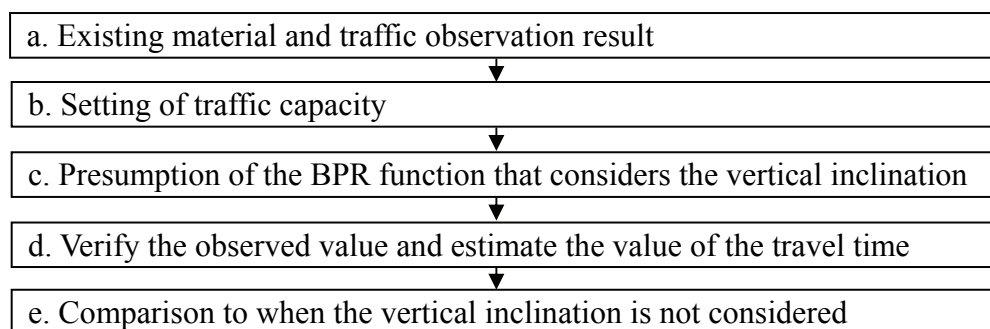 a. Existing material and traffic observation result
b. Setting of traffic capacity
c. Presumption of the BPR function that considers the vertical inclination
d. Verify the observed value and estimate the value of the travel time
e. Comparison to when the vertical inclination is not considered